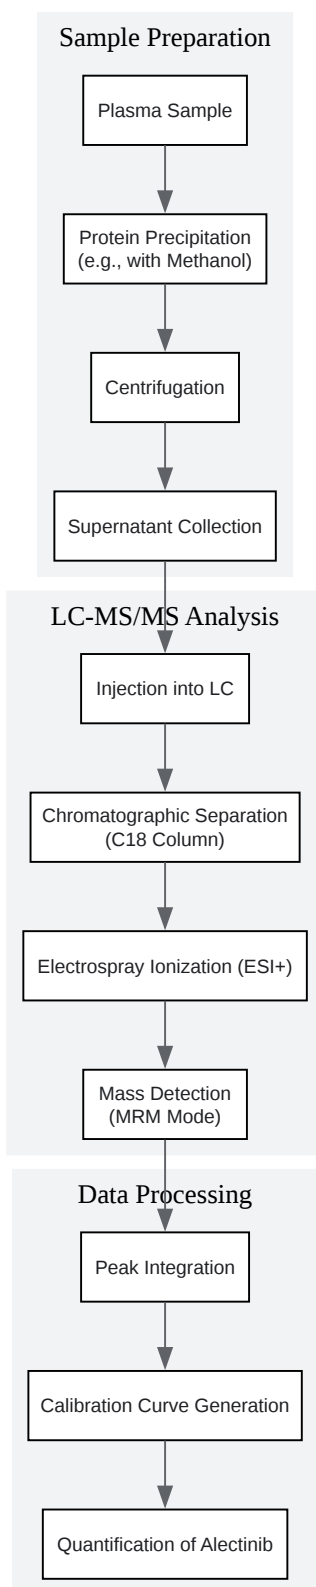 Sample Preparation
Plasma Sample
Protein Precipitation
(e.g., with Methanol)
Centrifugation
Supernatant Collection
LC-MS/MS Analysis
Injection into LC
Chromatographic Separation
(C18 Column)
Electrospray Ionization (ESI+)
Mass Detection
(MRM Mode)
Data Processing
Peak Integration
Calibration Curve Generation
Quantification of Alectinib